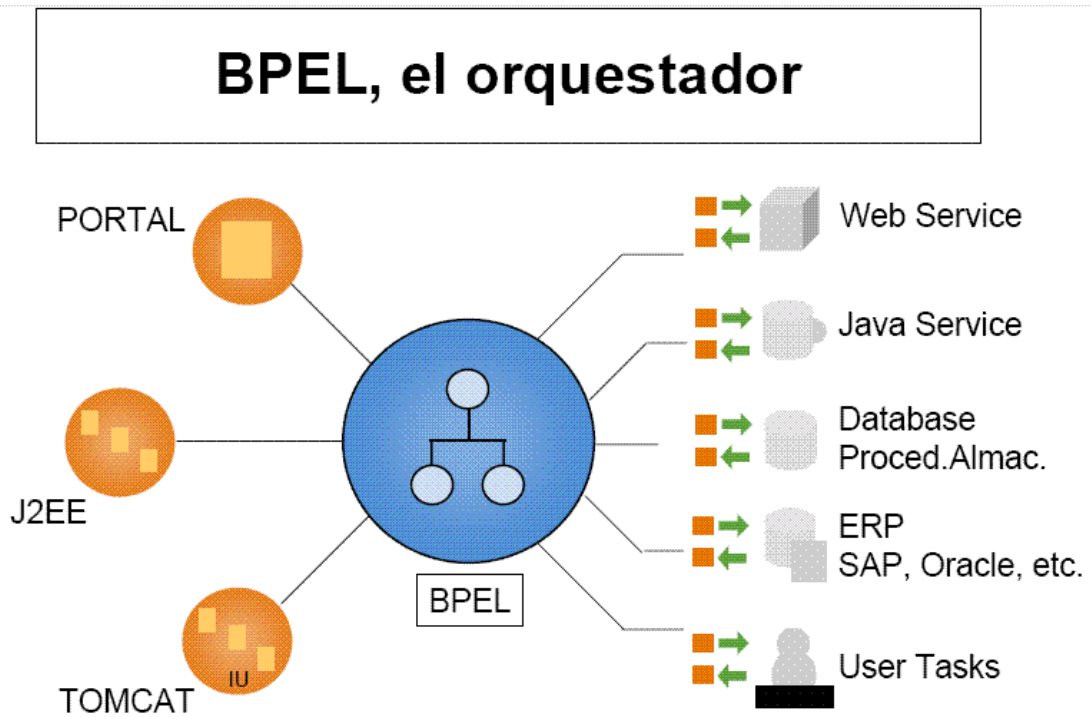 BPEL, el orquestador
PORTAL
J2EE
TOMCAT
IU
BPEL
Web Service
Java Service
Database
Proced.Almac.
ERP
SAP, Oracle, etc.
User Tasks